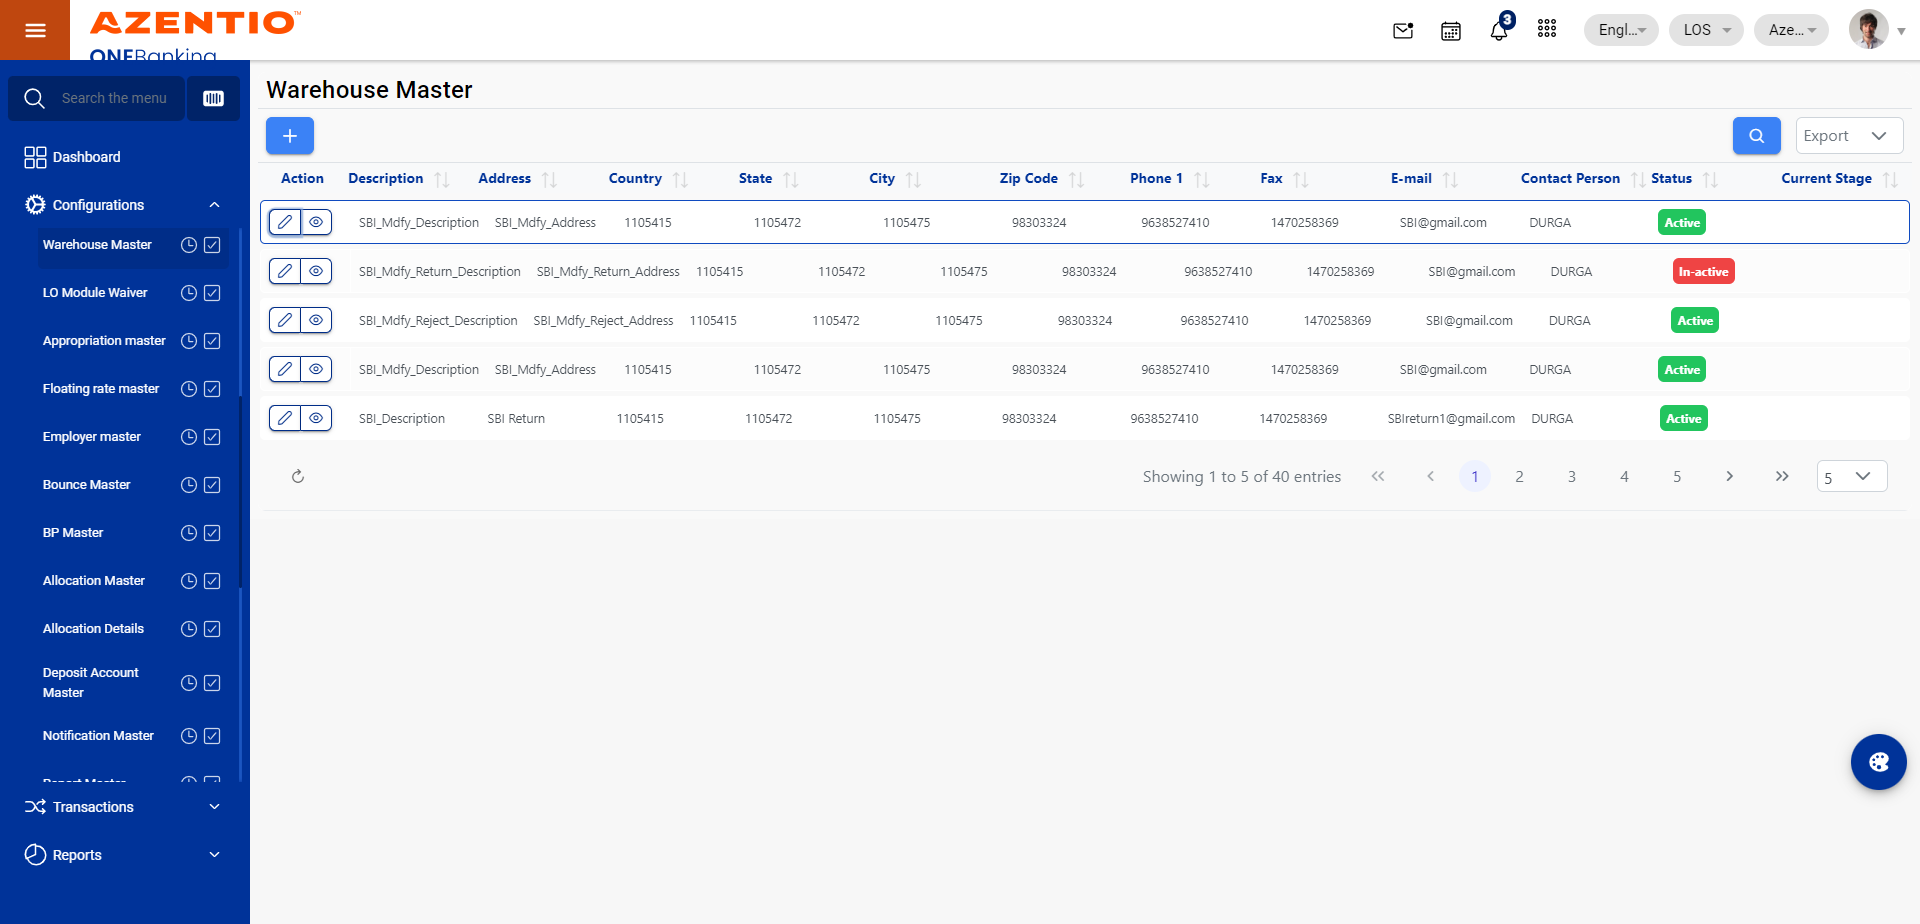 AZENTIO™
ONEBanking
3
Engl...
LOS
Aze...
Search the menu
Dashboard
Configurations
Warehouse Master
LO Module Waiver
Appropriation master
Floating rate master
Employer master
Bounce Master
BP Master
Allocation Master
Allocation Details
Deposit Account
Master
Notification Master
Report Master
Transactions
Reports
Warehouse Master
Export
Action Description Address Country State City Zip Code Phone 1 Fax E-mail Contact Person Status Current Stage
SBI_Mdfy_Description SBI_Mdfy_Address 1105415 1105472 1105475 98303324 9638527410 1470258369 SBI@gmail.com DURGA Active
SBI_Mdfy_Return_Description SBI_Mdfy_Return_Address 1105415 1105472 1105475 98303324 9638527410 1470258369 SBI@gmail.com DURGA In-active
SBI_Mdfy_Reject_Description SBI_Mdfy_Reject_Address 1105415 1105472 1105475 98303324 9638527410 1470258369 SBI@gmail.com DURGA Active
SBI_Mdfy_Description SBI_Mdfy_Address 1105415 1105472 1105475 98303324 9638527410 1470258369 SBI@gmail.com DURGA Active
SBI_Description SBI Return 1105415 1105472 1105475 98303324 9638527410 1470258369 SBIreturn1@gmail.com DURGA Active
Showing 1 to 5 of 40 entries 1 2 3 4 5 5